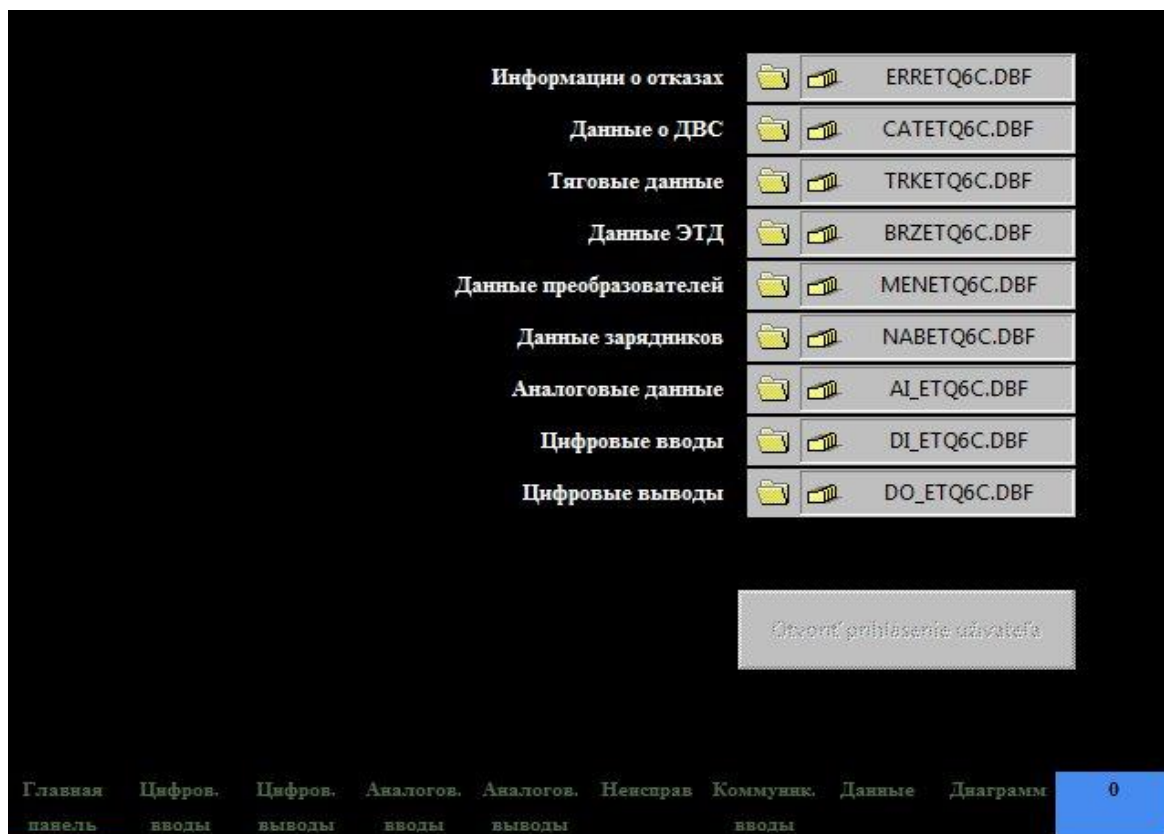 Информации о отказах ERRETQ6C.DBF
Данные о ДВС CATETQ6C.DBF
Тяговые данные TRKETQ6C.DBF
Данные ЭТД BRZETQ6C.DBF
Данные преобразователей MENETQ6C.DBF
Данные зарядников NABETQ6C.DBF
Аналоговые данные AI_ETQ6C.DBF
Цифровые вводы DI_ETQ6C.DBF
Цифровые выводы DO_ETQ6C.DBF
Otvoriť prihlásenie užívateľa
Главная Цифров. Цифров. Аналогов. Аналогов. Неисправ Коммуник. Данные Диаграмм 0
панель вводы выводы вводы выводы вводы